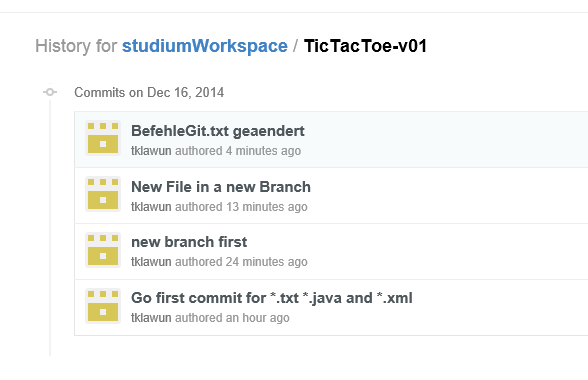 History for studiumWorkspace / TicTacToe-v01
Commits on Dec 16, 2014
BefehleGit.txt geaendert
tklawun authored 4 minutes ago
New File in a new Branch
tklawun authored 13 minutes ago
new branch first
tklawun authored 24 minutes ago
Go first commit for *.txt *.java and *.xml
tklawun authored an hour ago